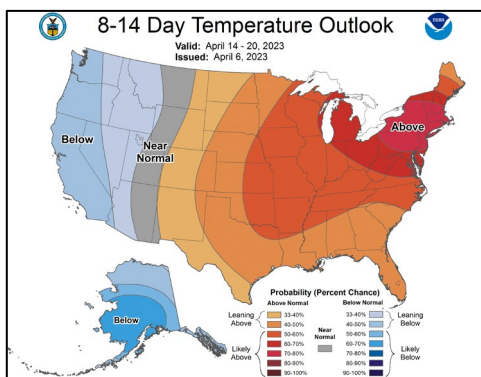 8-14 Day Temperature Outlook
Valid: April 14 - 20, 2023
Issued: April 6, 2023
NOAA
Below
Near
Normal
Above
Below
Probability (Percent Chance)
Above Normal
Below Normal
Leaning
Above
33-40%
40-50%
Likely
Above
50-60%
60-70%
70-80%
80-90%
90-100%
Near
Normal
33-40%
40-50%
Leaning
Below
50-60%
60-70%
70-80%
80-90%
90-100%
Likely
Below